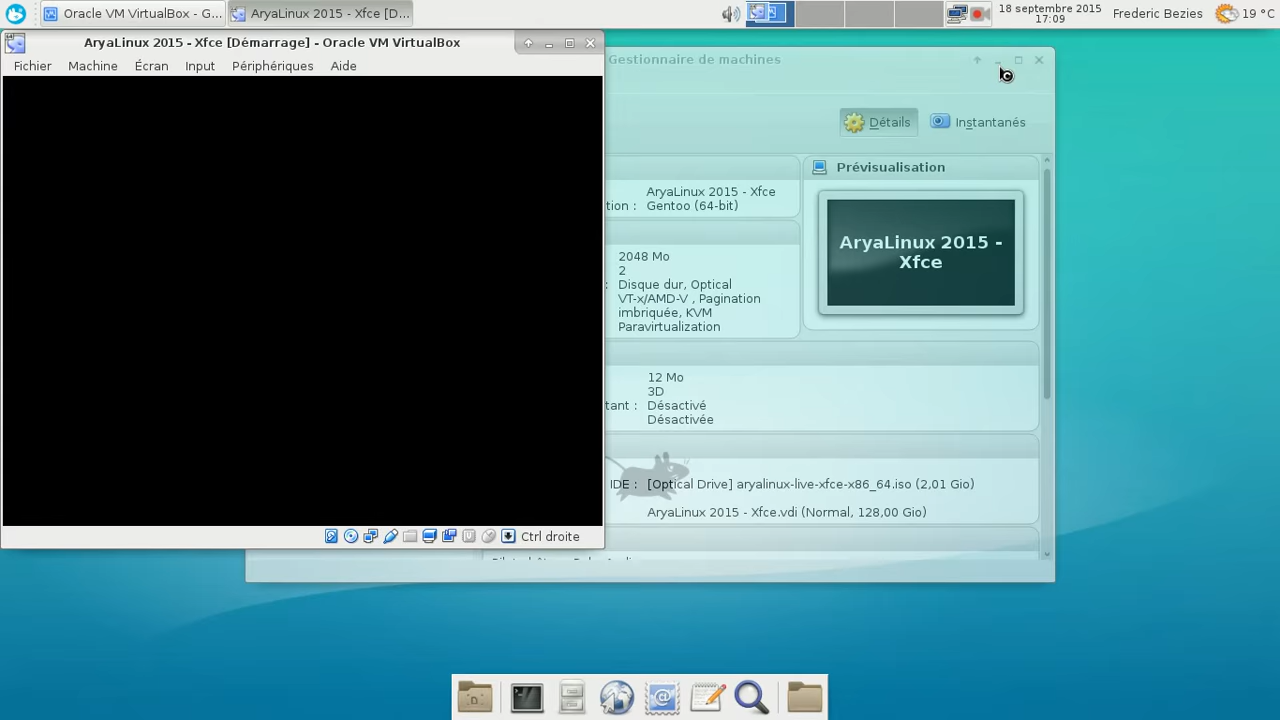 Oracle VM VirtualBox - G...
AryaLinux 2015 - Xfce [D...
18 septembre 2015
17:09
Frederic Bezies
19 °C
AryaLinux 2015 - Xfce [Démarrage] - Oracle VM VirtualBox
Fichier Machine Écran Input Périphériques Aide
Ctrl droite
Gestionnaire de machines
Détails
Instantanés
AryaLinux 2015 - Xfce
tion : Gentoo (64-bit)
2048 Mo
2
: Disque dur, Optical
VT-x/AMD-V , Pagination
imbriquée, KVM
Paravirtualization
Prévisualisation
AryaLinux 2015 -
Xfce
12 Mo
3D
tant : Désactivé
Désactivée
IDE : [Optical Drive] aryalinux-live-xfce-x86_64.iso (2,01 Gio)
AryaLinux 2015 - Xfce.vdi (Normal, 128,00 Gio)